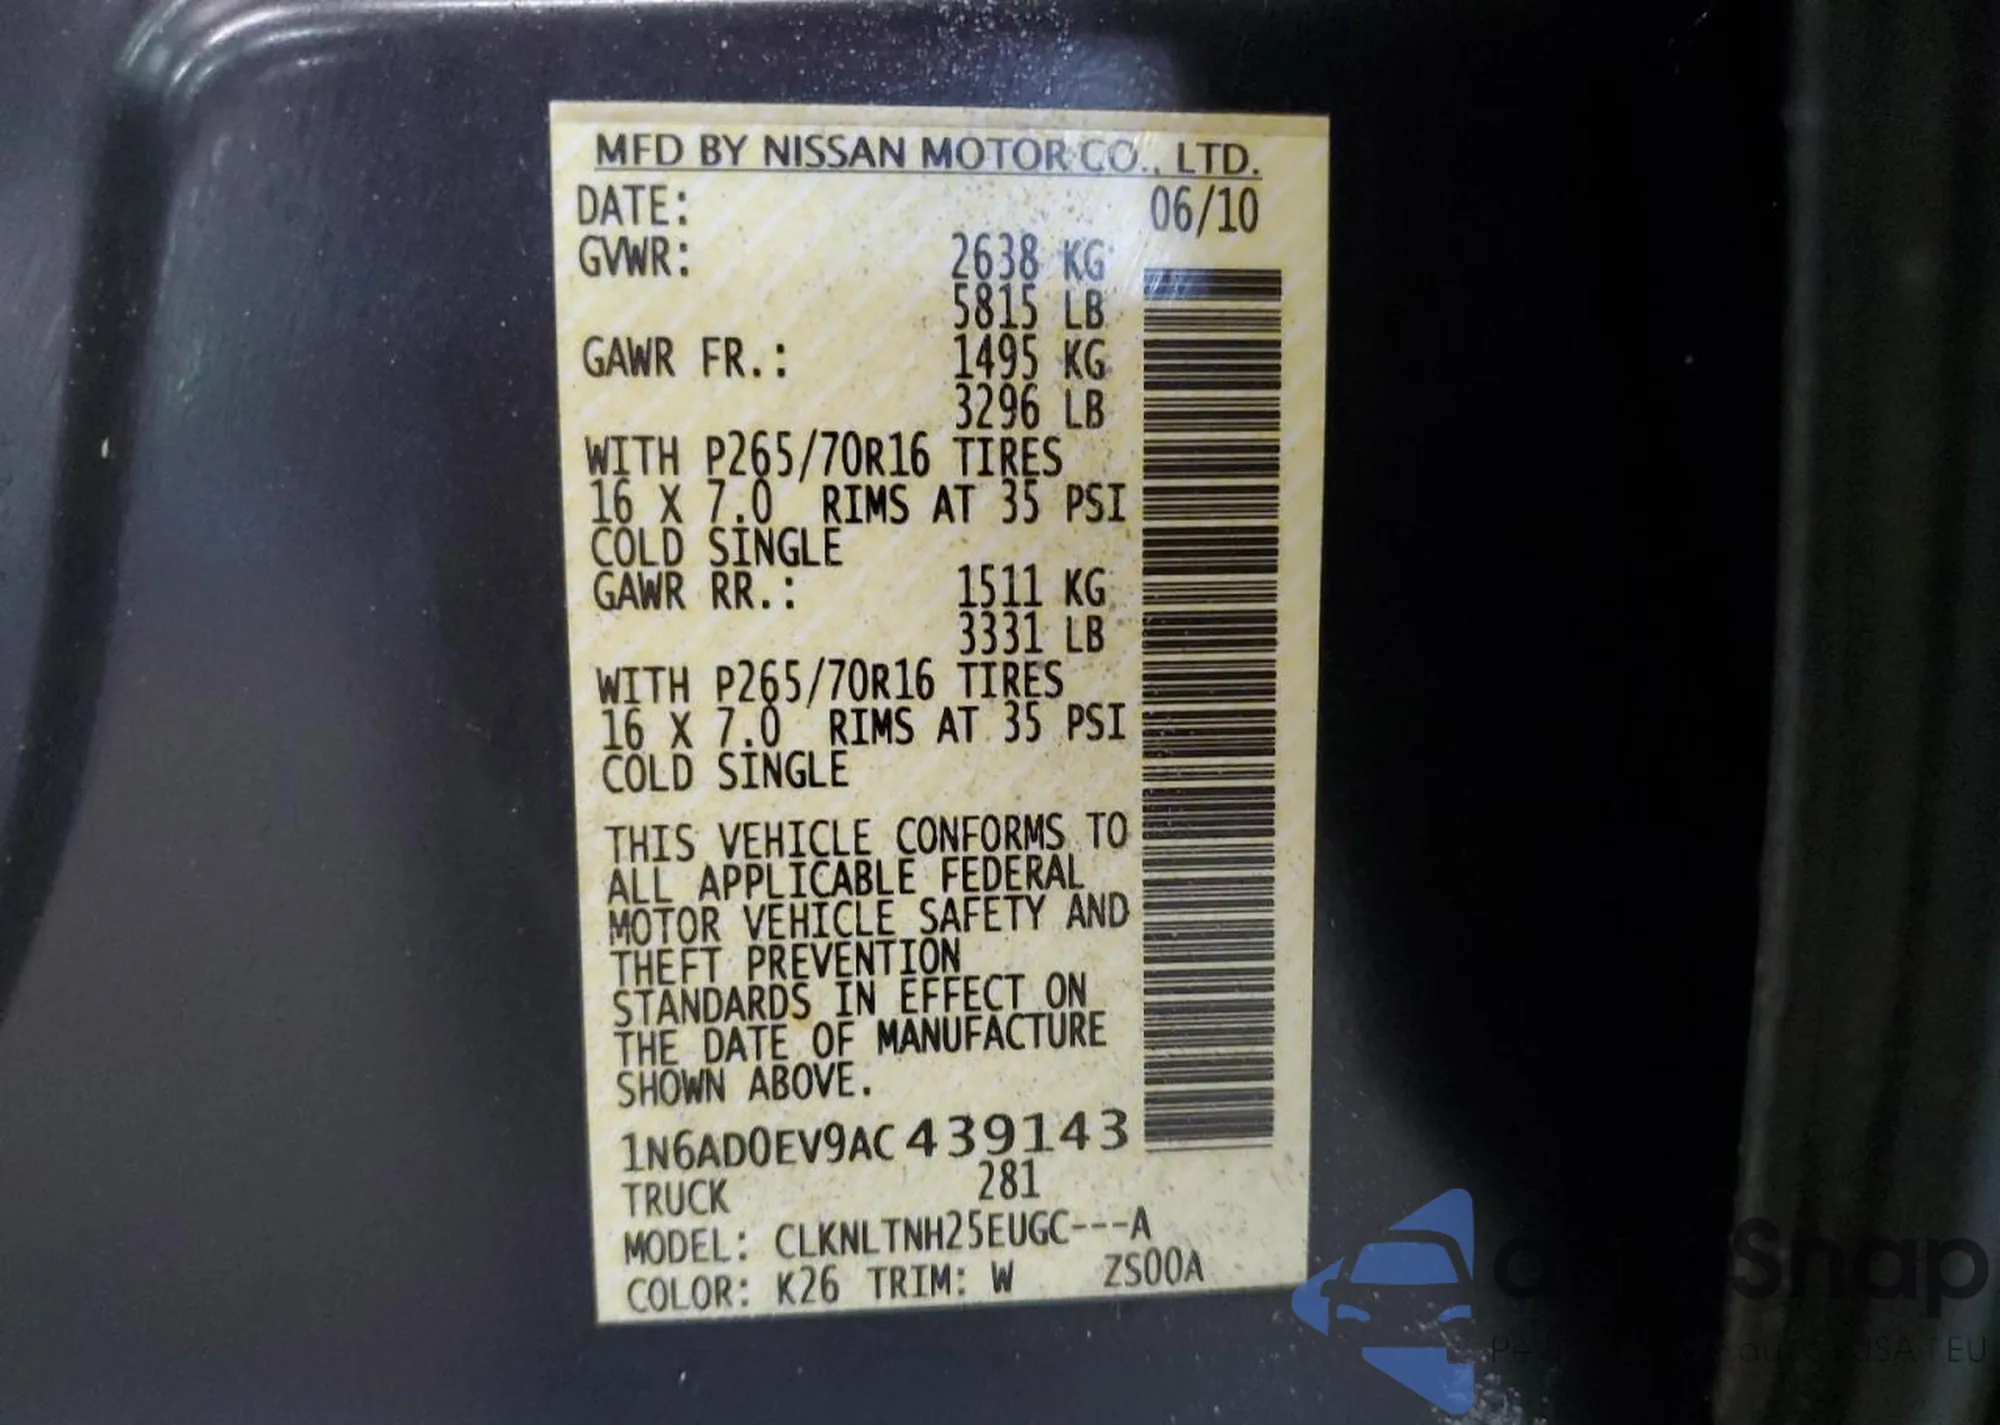 MFD BY NISSAN MOTOR CO., LTD.
DATE: 06/10
GVWR: 2638 KG
5815 LB
GAWR FR.: 1495 KG
3296 LB
WITH P265/70R16 TIRES
16 X 7.0 RIMS AT 35 PSI
COLD SINGLE
GAWR RR.: 1511 KG
3331 LB
WITH P265/70R16 TIRES
16 X 7.0 RIMS AT 35 PSI
COLD SINGLE
THIS VEHICLE CONFORMS TO
ALL APPLICABLE FEDERAL
MOTOR VEHICLE SAFETY AND
THEFT PREVENTION
STANDARDS IN EFFECT ON
THE DATE OF MANUFACTURE
SHOWN ABOVE.
1N6AD0EV9AC439143
TRUCK 281
MODEL: CLKNLTNH25EUGC---A
COLOR: K26 TRIM: W ZS00A
Snap
EU